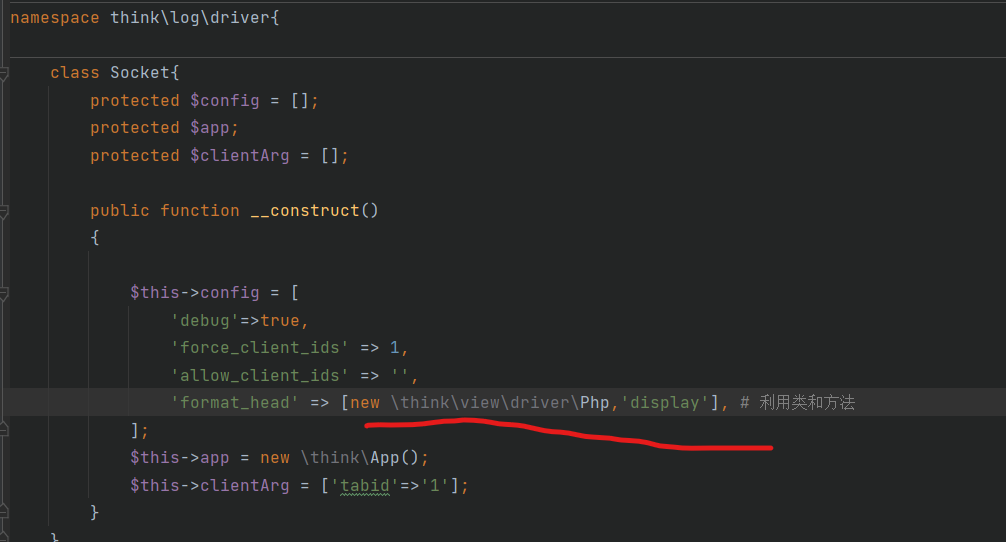 namespace think\log\driver{
class Socket{
protected $config = [];
protected $app;
protected $clientArg = [];
public function __construct()
{
$this->config = [
'debug'=>true,
'force_client_ids' => 1,
'allow_client_ids' => '',
'format_head' => [new \think\view\driver\Php,'display'], # 利用类和方法
];
$this->app = new \think\App();
$this->clientArg = ['tabid'=>'1'];
}
}